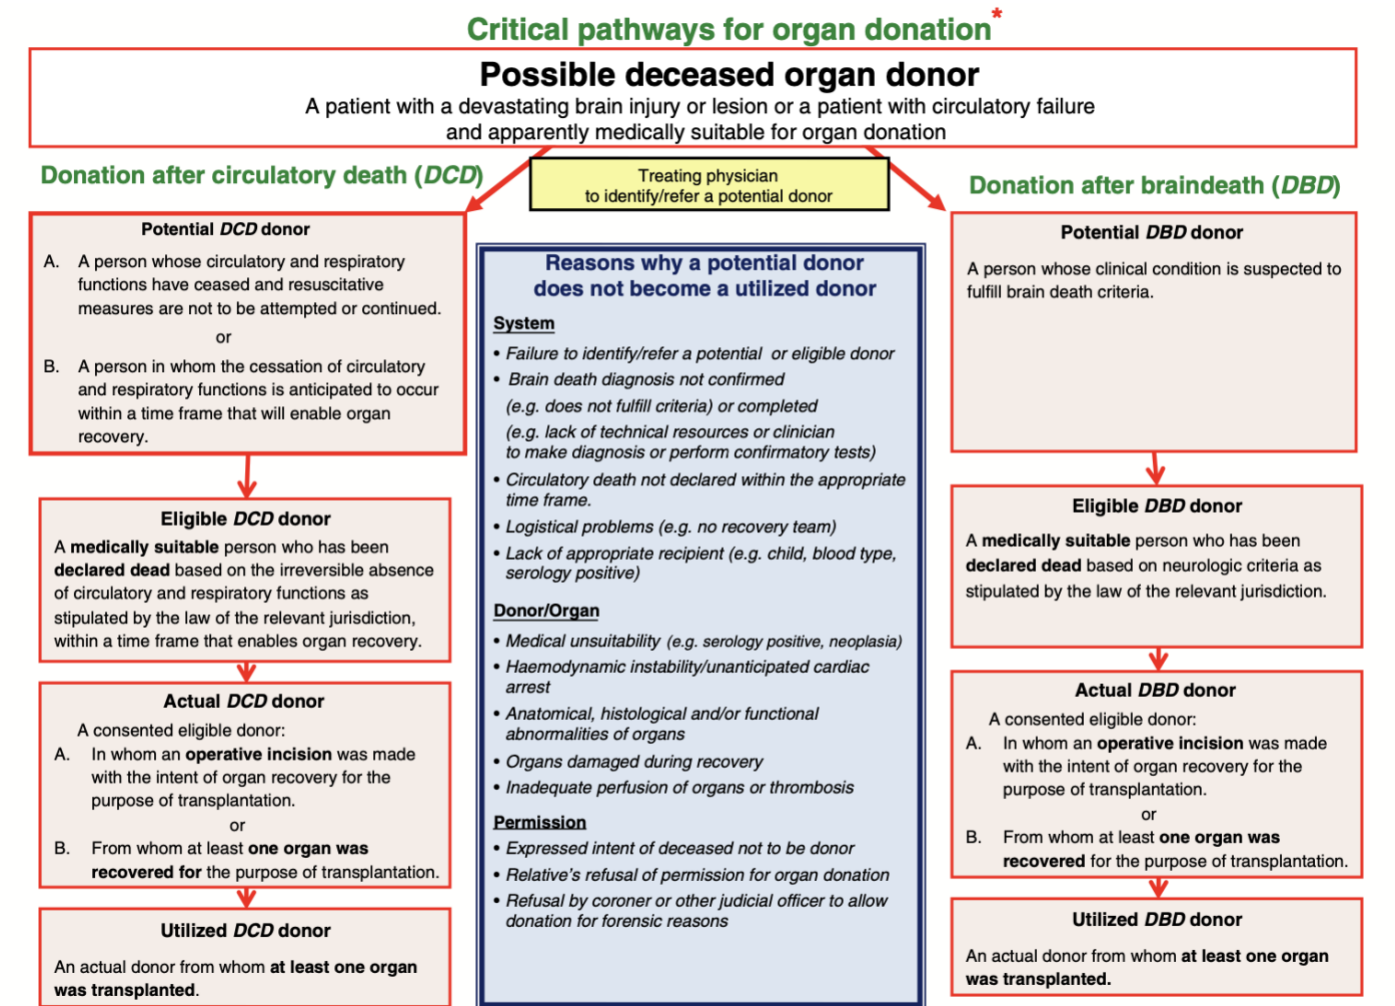 Critical pathways for organ donation*
Possible deceased organ donor
A patient with a devastating brain injury or lesion or a patient with circulatory failure
and apparently medically suitable for organ donation
Treating physician
to identify/refer a potential donor
Donation after circulatory death (DCD)
Potential DCD donor
A. A person whose circulatory and respiratory
functions have ceased and resuscitative
measures are not to be attempted or continued.
or
B. A person in whom the cessation of circulatory
and respiratory functions is anticipated to occur
within a time frame that will enable organ
recovery.
Eligible DCD donor
A medically suitable person who has been
declared dead based on the irreversible absence
of circulatory and respiratory functions as
stipulated by the law of the relevant jurisdiction,
within a time frame that enables organ recovery.
Actual DCD donor
A consented eligible donor:
A. In whom an operative incision was made
with the intent of organ recovery for the
purpose of transplantation.
or
B. From whom at least one organ was
recovered for the purpose of transplantation.
Utilized DCD donor
An actual donor from whom at least one organ
was transplanted.
Reasons why a potential donor
does not become a utilized donor
System
• Failure to identify/refer a potential or eligible donor
• Brain death diagnosis not confirmed
(e.g. does not fulfill criteria) or completed
(e.g. lack of technical resources or clinician
to make diagnosis or perform confirmatory tests)
• Circulatory death not declared within the appropriate
time frame.
• Logistical problems (e.g. no recovery team)
• Lack of appropriate recipient (e.g. child, blood type,
serology positive)
Donor/Organ
• Medical unsuitability (e.g. serology positive, neoplasia)
• Haemodynamic instability/unanticipated cardiac
arrest
• Anatomical, histological and/or functional
abnormalities of organs
• Organs damaged during recovery
• Inadequate perfusion of organs or thrombosis
Permission
• Expressed intent of deceased not to be donor
• Relative's refusal of permission for organ donation
• Refusal by coroner or other judicial officer to allow
donation for forensic reasons
Donation after braindeath (DBD)
Potential DBD donor
A person whose clinical condition is suspected to
fulfill brain death criteria.
Eligible DBD donor
A medically suitable person who has been
declared dead based on neurologic criteria as
stipulated by the law of the relevant jurisdiction.
Actual DBD donor
A consented eligible donor:
A. In whom an operative incision was made
with the intent of organ recovery for the
purpose of transplantation.
or
B. From whom at least one organ was
recovered for the purpose of transplantation.
Utilized DBD donor
An actual donor from whom at least one organ
was transplanted.